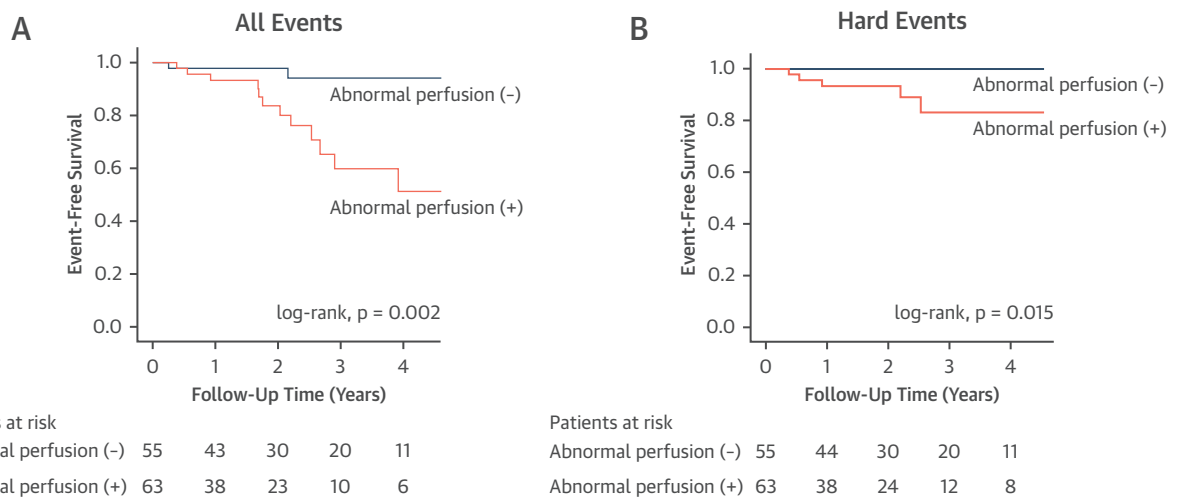 A
All Events
1.0
0.8
0.6
0.4
0.2
0.0
Event-Free Survival
Abnormal perfusion (-)
Abnormal perfusion (+)
log-rank, p = 0.002
0 1 2 3 4
Follow-Up Time (Years)
s at risk
al perfusion (-) 55 43 30 20 11
al perfusion (+) 63 38 23 10 6
B
Hard Events
1.0
0.8
0.6
0.4
0.2
0.0
Event-Free Survival
Abnormal perfusion (-)
Abnormal perfusion (+)
log-rank, p = 0.015
0 1 2 3 4
Follow-Up Time (Years)
Patients at risk
Abnormal perfusion (-) 55 44 30 20 11
Abnormal perfusion (+) 63 38 24 12 8